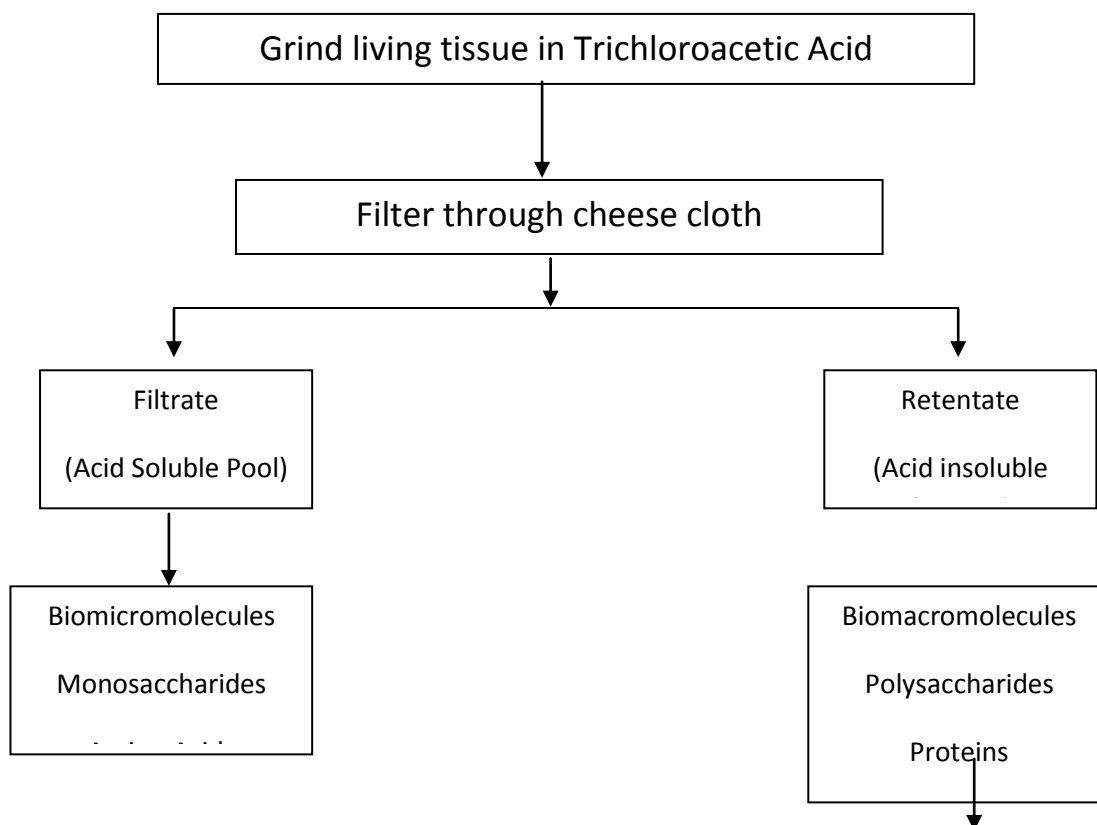 Grind living tissue in Trichloroacetic Acid
Filter through cheese cloth
Filtrate
(Acid Soluble Pool)
Retentate
(Acid insoluble
Biomicromolecules
Monosaccharides
Biomacromolecules
Polysaccharides
Proteins